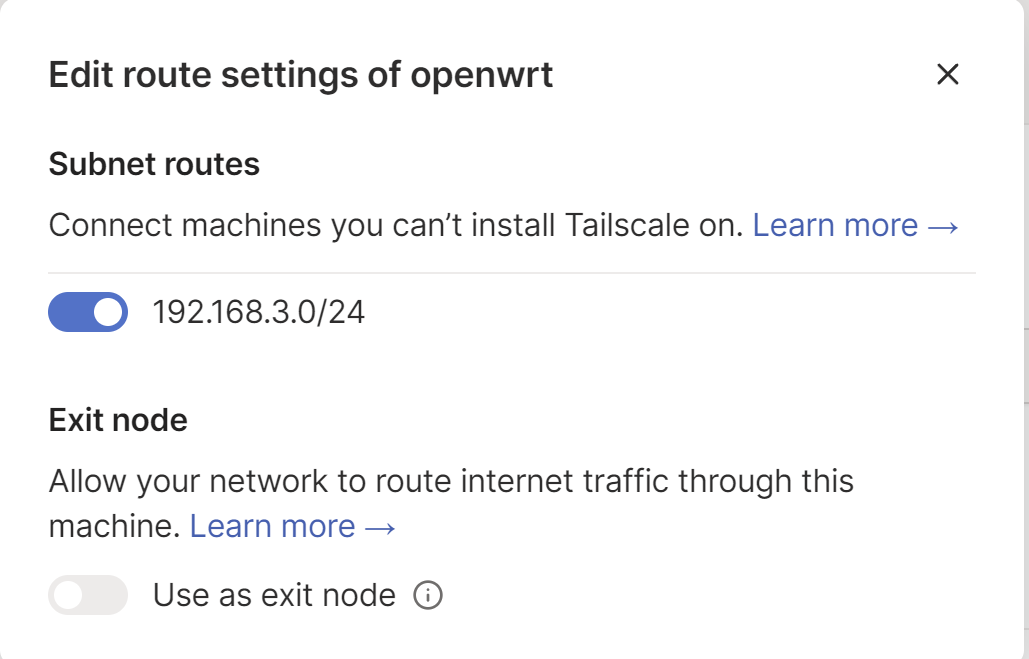 Edit route settings of openwrt
Subnet routes
Connect machines you can’t install Tailscale on. Learn more →
192.168.3.0/24
Exit node
Allow your network to route internet traffic through this
machine. Learn more →
Use as exit node